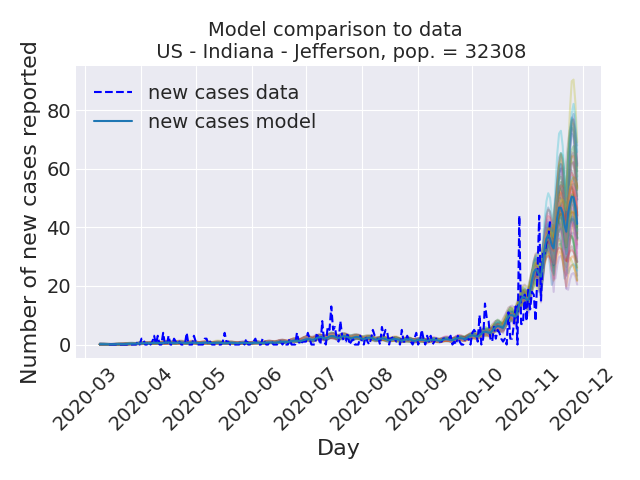 Model comparison to data
US - Indiana - Jefferson, pop. = 32308
Number of new cases reported
80
60
40
20
0
new cases data
new cases model
2020-03
2020-04
2020-05
2020-06
2020-07
2020-08
2020-09
2020-10
2020-11
2020-12
Day